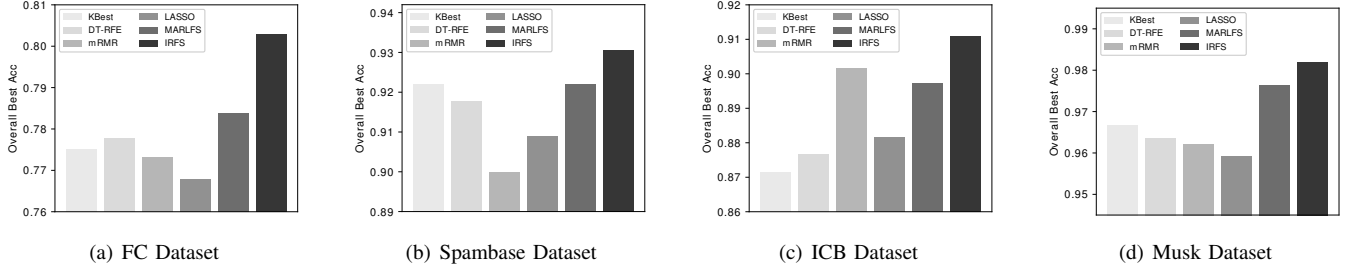 0.81
0.80
0.79
0.78
0.77
0.76
Overall Best Acc
KBest
DT-RFE
mRMR
LASSO
MARLFS
IRFS
(a) FC Dataset
0.94
0.93
0.92
0.91
0.90
0.89
Overall Best Acc
KBest
DT-RFE
mRMR
LASSO
MARLFS
IRFS
(b) Spambase Dataset
0.92
0.91
0.90
0.89
0.88
0.87
0.86
Overall Best Acc
KBest
DT-RFE
mRMR
LASSO
MARLFS
IRFS
(c) ICB Dataset
0.99
0.98
0.97
0.96
0.95
Overall Best Acc
KBest
DT-RFE
mRMR
LASSO
MARLFS
IRFS
(d) Musk Dataset